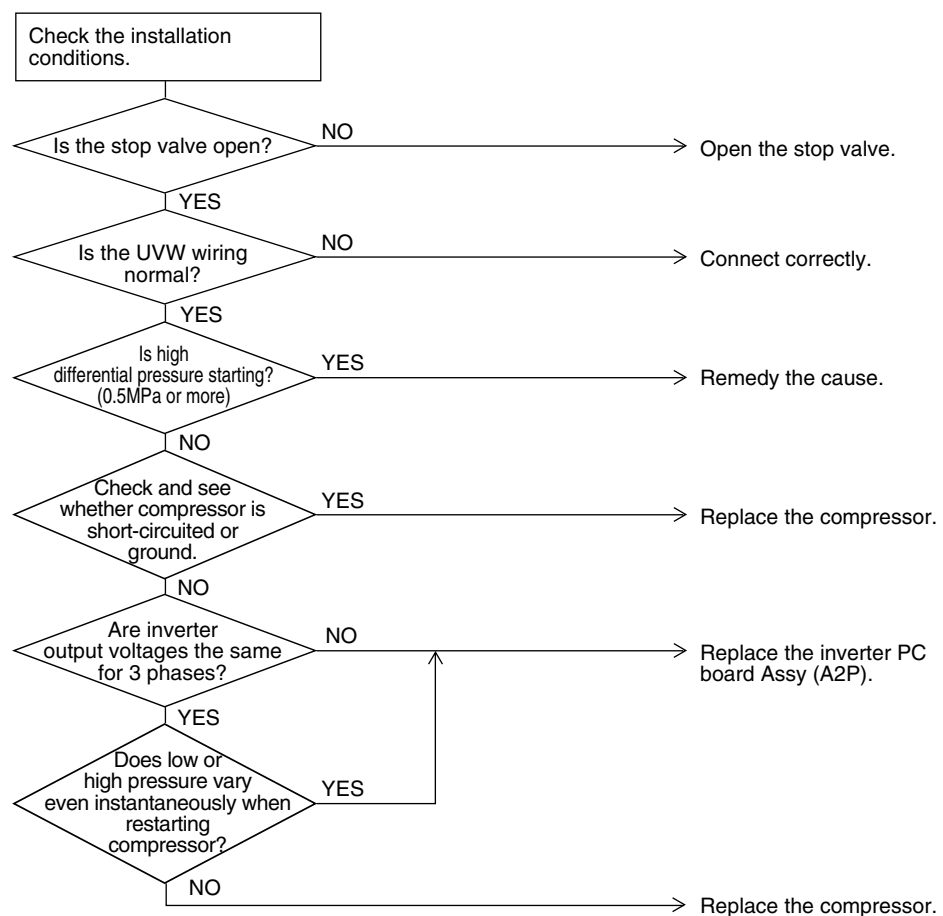 Check the installation
conditions.
Is the stop valve open?
NO
Open the stop valve.
YES
Is the UVW wiring
normal?
NO
Connect correctly.
YES
Is high
differential pressure starting?
(0.5MPa or more)
YES
Remedy the cause.
NO
Check and see
whether compressor is
short-circuited or
ground.
YES
Replace the compressor.
NO
Are inverter
output voltages the same
for 3 phases?
NO
Replace the inverter PC
board Assy (A2P).
YES
Does low or
high pressure vary
even instantaneously when
restarting
compressor?
YES
NO
Replace the compressor.